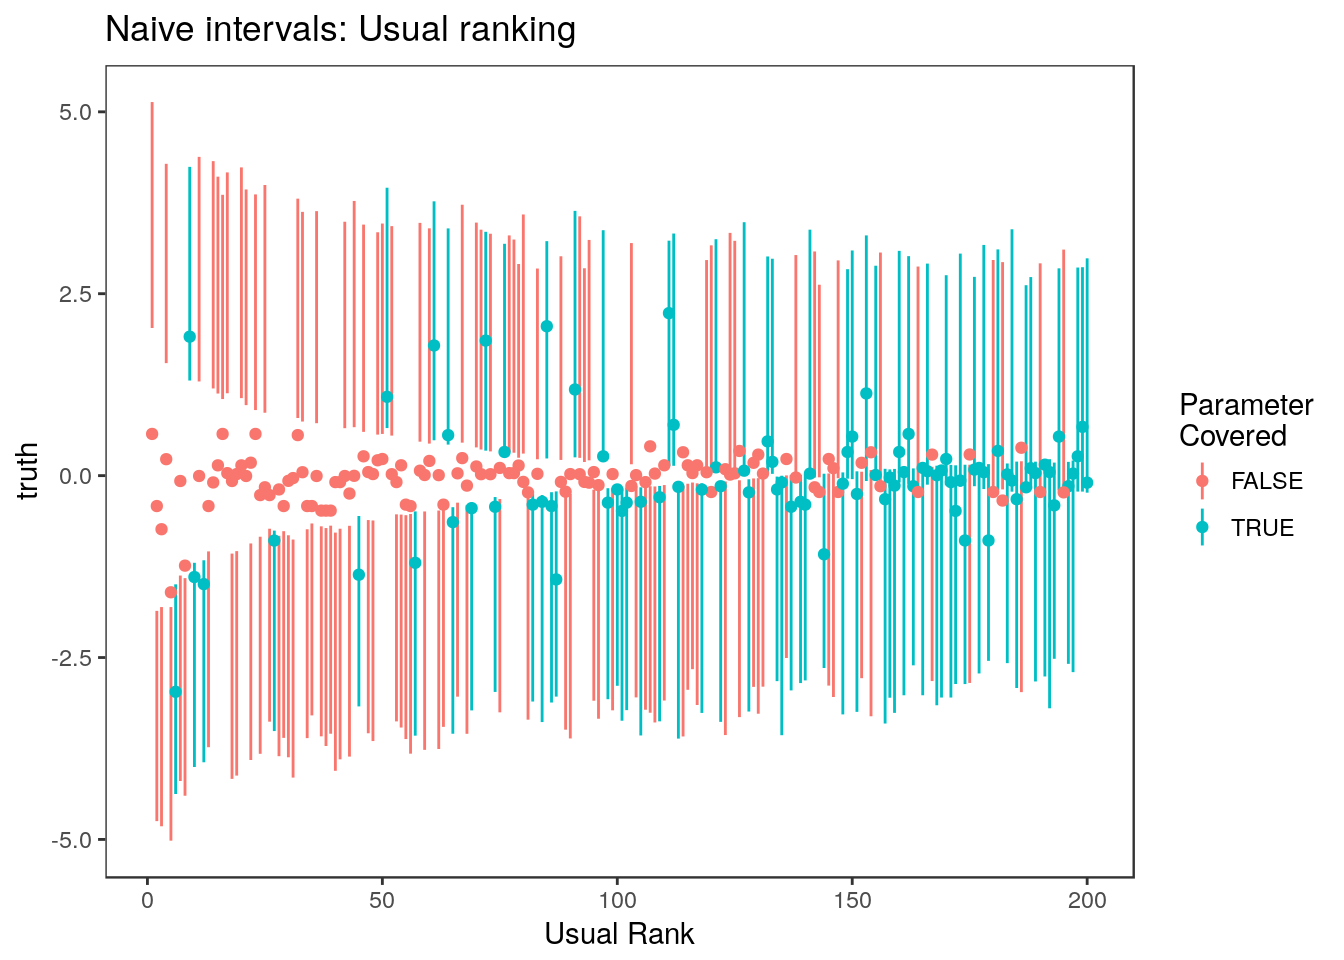 Naive intervals: Usual ranking
5.0
2.5
0.0
-2.5
-5.0
truth
0
50
100
150
200
Usual Rank
Parameter
Covered
FALSE
TRUE